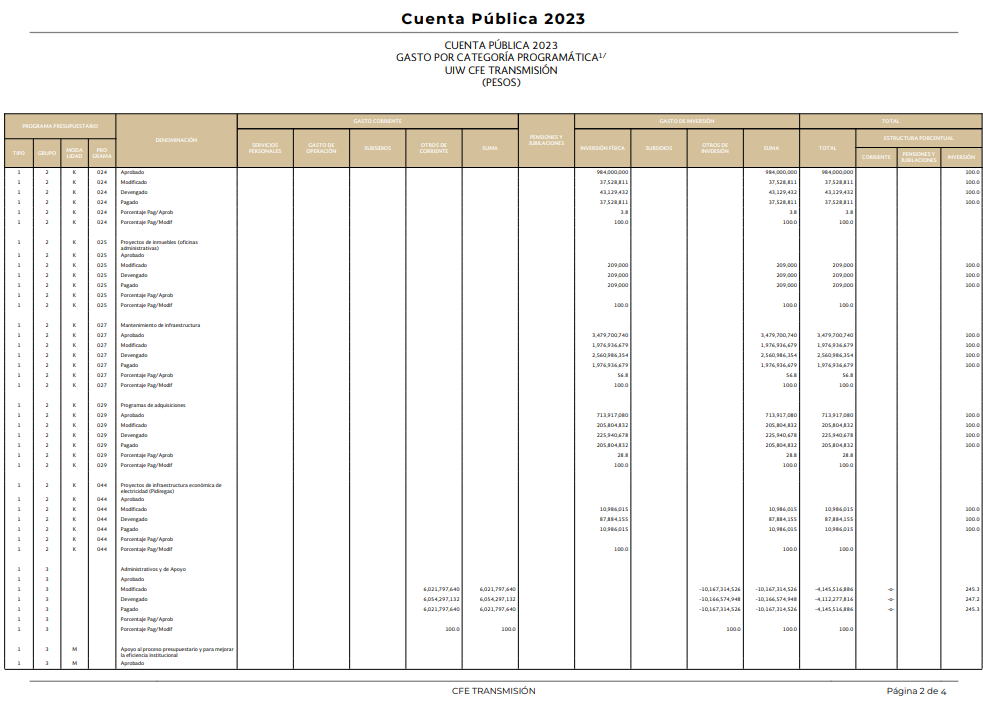 Cuenta Pública 2023
CUENTA PÚBLICA 2023
GASTO POR CATEGORÍA PROGRAMÁTICA1/
UIW CFE TRANSMISIÓN
(PESOS)
PROGRAMA PRESUPUESTARIO DENOMINACIÓN GASTO CORRIENTE PENSIONES Y JUBILACIONES GASTO DE INVERSIÓN TOTAL
TIPO GRUPO MODALIDAD PROGRAMA SERVICIOS PERSONALES GASTO DE OPERACIÓN SUBSIDIOS OTROS DE CORRIENTE SUMA INVERSIÓN FÍSICA SUBSIDIOS OTROS DE INVERSIÓN SUMA TOTAL ESTRUCTURA PORCENTUAL
CORRIENTE PENSIONES Y JUBILACIONES INVERSIÓN
1 2 K 024 Aprobado 984,000,000 984,000,000 984,000,000 100.0
1 2 K 024 Modificado 37,528,811 37,528,811 37,528,811 100.0
1 2 K 024 Devengado 43,129,432 43,129,432 43,129,432 100.0
1 2 K 024 Pagado 37,528,811 37,528,811 37,528,811 100.0
1 2 K 024 Porcentaje Pag/Aprob 3.8 3.8 3.8
1 2 K 024 Porcentaje Pag/Modif 100.0 100.0 100.0
1 2 K 025 Proyectos de inmuebles (oficinas
administrativas)
1 2 K 025 Aprobado
1 2 K 025 Modificado 209,000 209,000 209,000 100.0
1 2 K 025 Devengado 209,000 209,000 209,000 100.0
1 2 K 025 Pagado 209,000 209,000 209,000 100.0
1 2 K 025 Porcentaje Pag/Aprob
1 2 K 025 Porcentaje Pag/Modif 100.0 100.0 100.0
1 2 K 027 Mantenimiento de infraestructura
1 2 K 027 Aprobado 3,479,700,740 3,479,700,740 3,479,700,740 100.0
1 2 K 027 Modificado 1,976,936,679 1,976,936,679 1,976,936,679 100.0
1 2 K 027 Devengado 2,560,986,354 2,560,986,354 2,560,986,354 100.0
1 2 K 027 Pagado 1,976,936,679 1,976,936,679 1,976,936,679 100.0
1 2 K 027 Porcentaje Pag/Aprob 56.8 56.8 56.8
1 2 K 027 Porcentaje Pag/Modif 100.0 100.0 100.0
1 2 K 029 Programas de adquisiciones
1 2 K 029 Aprobado 713,917,080 713,917,080 713,917,080 100.0
1 2 K 029 Modificado 205,804,832 205,804,832 205,804,832 100.0
1 2 K 029 Devengado 225,940,678 225,940,678 225,940,678 100.0
1 2 K 029 Pagado 205,804,832 205,804,832 205,804,832 100.0
1 2 K 029 Porcentaje Pag/Aprob 28.8 28.8 28.8
1 2 K 029 Porcentaje Pag/Modif 100.0 100.0 100.0
1 2 K 044 Proyectos de infraestructura económica de
electricidad (Pidiregas)
1 2 K 044 Aprobado
1 2 K 044 Modificado 10,986,015 10,986,015 10,986,015 100.0
1 2 K 044 Devengado 87,884,155 87,884,155 87,884,155 100.0
1 2 K 044 Pagado 10,986,015 10,986,015 10,986,015 100.0
1 2 K 044 Porcentaje Pag/Aprob
1 2 K 044 Porcentaje Pag/Modif 100.0 100.0 100.0
1 3 Administrativos y de Apoyo
1 3 Aprobado
1 3 Modificado 6,021,797,640 6,021,797,640 -10,167,314,526 -10,167,314,526 -4,145,516,886 -o- 245.3
1 3 Devengado 6,054,297,132 6,054,297,132 -10,166,574,948 -10,166,574,948 -4,112,277,816 -o- 247.2
1 3 Pagado 6,021,797,640 6,021,797,640 -10,167,314,526 -10,167,314,526 -4,145,516,886 -o- 245.3
1 3 Porcentaje Pag/Aprob
1 3 Porcentaje Pag/Modif 100.0 100.0 100.0 100.0 100.0
1 3 M Apoyo al proceso presupuestario y para mejorar
la eficiencia institucional
1 3 M Aprobado
CFE TRANSMISIÓN
Página 2 de 4